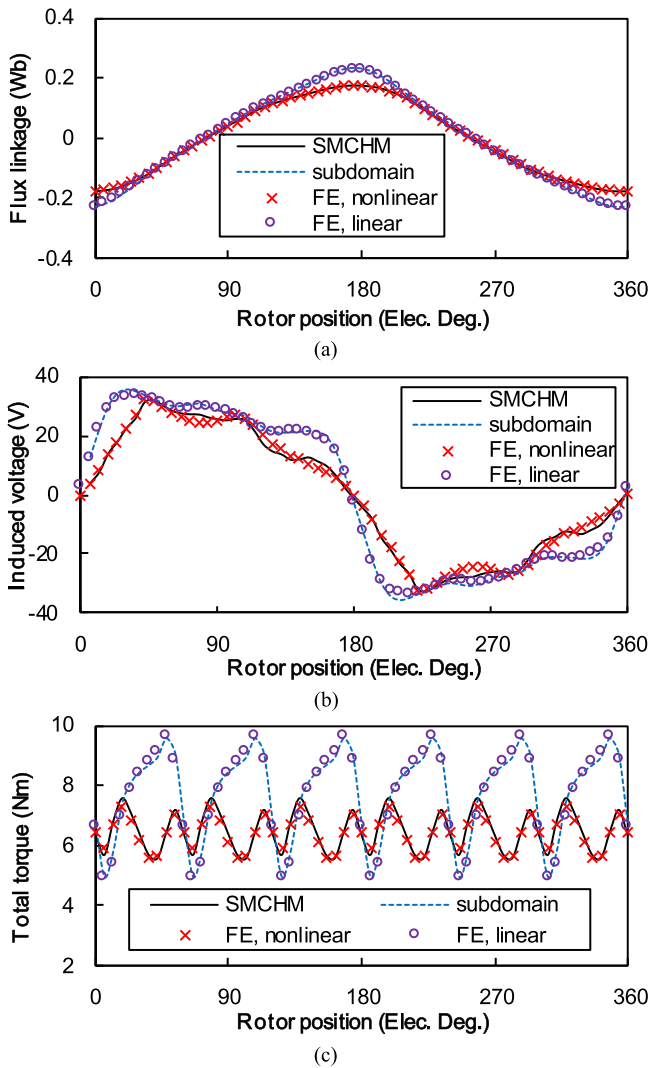 0.4
0.2
0
-0.2
-0.4
Flux linkage (Wb)
SMCHM
subdomain
FE, nonlinear
FE, linear
0 90 180 270 360
Rotor position (Elec. Deg.)
(a)
40
20
0
-20
-40
Induced voltage (V)
SMCHM
subdomain
FE, nonlinear
FE, linear
0 90 180 270 360
Rotor position (Elec. Deg.)
(b)
10
8
6
4
2
Total torque (Nm)
SMCHM subdomain
FE, nonlinear FE, linear
0 90 180 270 360
Rotor position (Elec. Deg.)
(c)